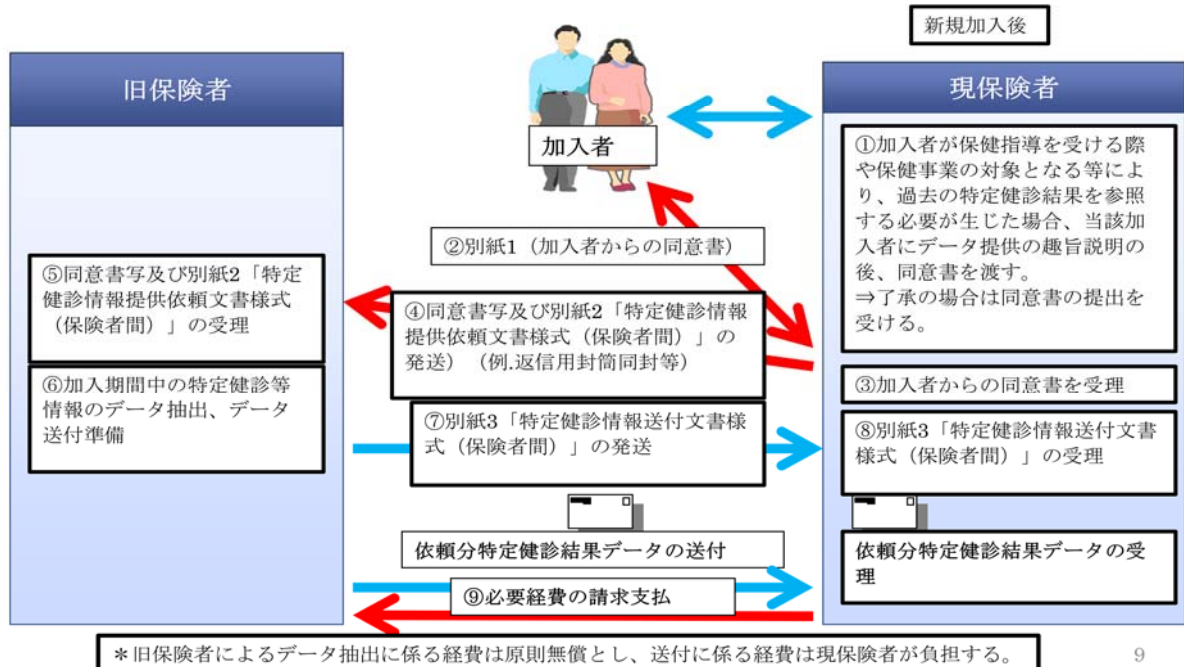 新規加入後
旧保険者
現保険者
加入者
①加入者が保健指導を受ける際
や保健事業の対象となる等によ
り、過去の特定健診結果を参照
する必要が生じた場合、当該加
入者にデータ提供の趣旨説明の
後、同意書を渡す。
⇒了承の場合は同意書の提出を
受ける。
②別紙1（加入者からの同意書）
③加入者からの同意書を受理
④同意書写及び別紙2「特定健診情報
提供依頼文書様式（保険者間）」の
発送）（例.返信用封筒同封等）
⑤同意書写及び別紙2「特定
健診情報提供依頼文書様式
（保険者間）」の受理
⑥加入期間中の特定健診等
情報のデータ抽出、データ
送付準備
⑦別紙3「特定健診情報送付文書様
式（保険者間）」の発送
⑧別紙3「特定健診情報送付文書
様式（保険者間）」の受理
依頼分特定健診結果データの送付
依頼分特定健診結果データの受
理
⑨必要経費の請求支払
＊旧保険者によるデータ抽出に係る経費は原則無償とし、送付に係る経費は現保険者が負担する。
9